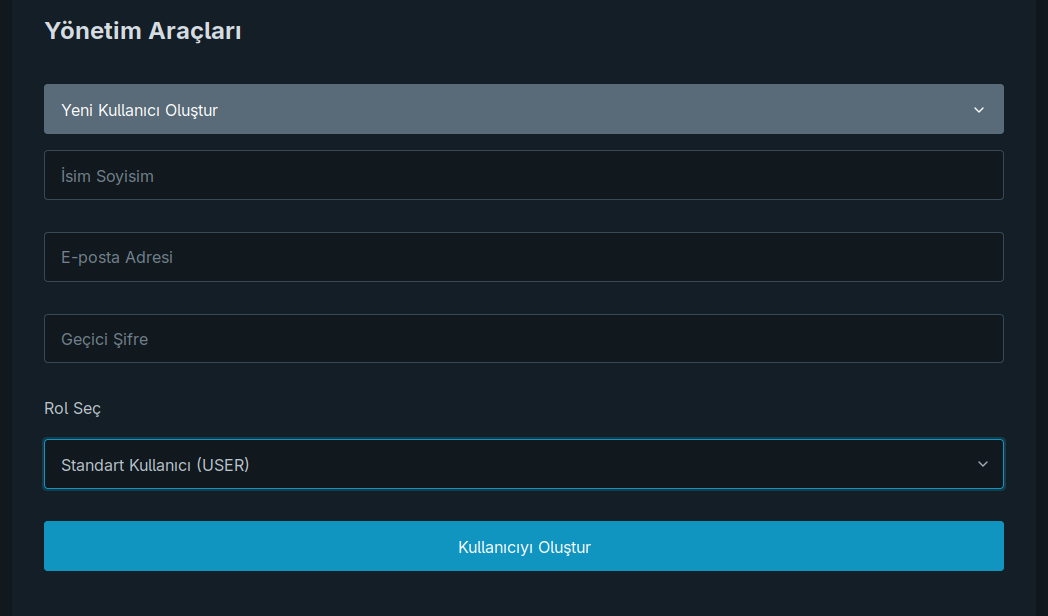 Yönetim Araçları
Yeni Kullanıcı Oluştur
İsim Soyisim
E-posta Adresi
Geçici Şifre
Rol Seç
Standart Kullanıcı (USER)
Kullanıcıyı Oluştur